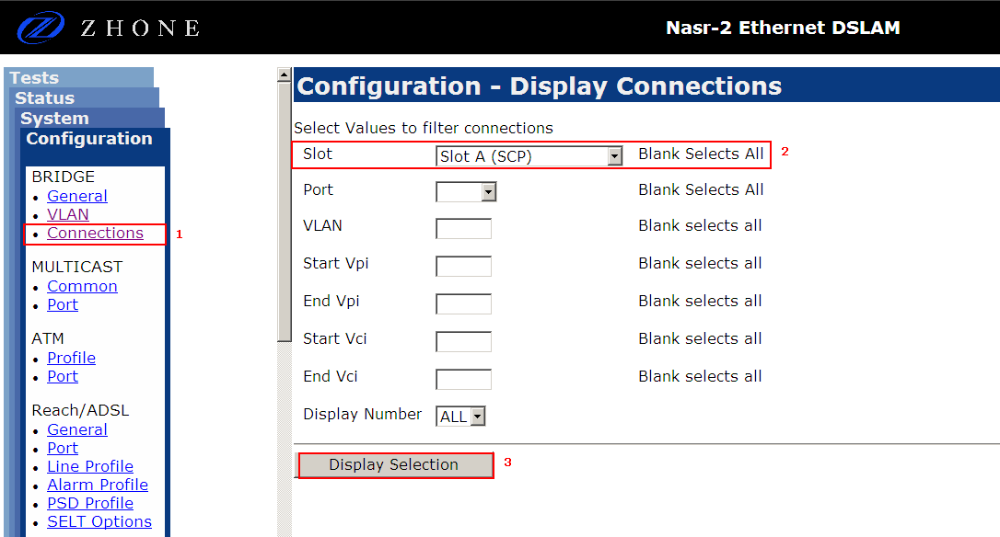 ZHONE
Nasr-2 Ethernet DSLAM
Tests
Status
System
Configuration
BRIDGE
General
VLAN
Connections 1
MULTICAST
Common
Port
ATM
Profile
Port
Reach/ADSL
General
Port
Line Profile
Alarm Profile
PSD Profile
SELT Options
Configuration - Display Connections
Select Values to filter connections
Slot Slot A (SCP) Blank Selects All 2
Port Blank Selects All
VLAN Blank selects all
Start Vpi Blank selects all
End Vpi Blank selects all
Start Vci Blank selects all
End Vci Blank selects all
Display Number ALL
Display Selection 3